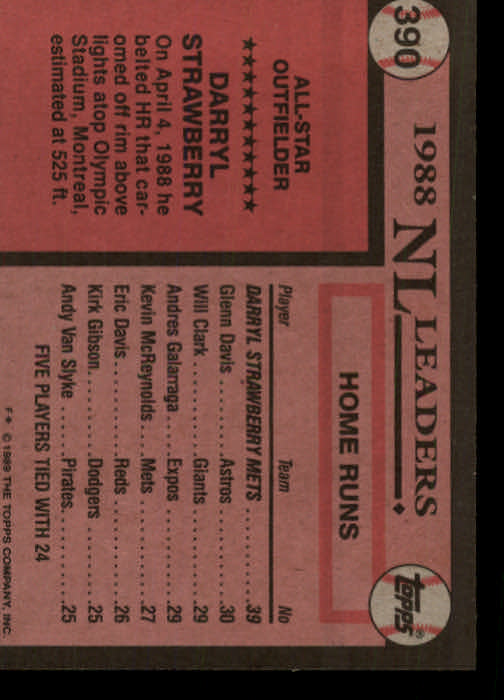 390
1988 NL LEADERS
topps®
ALL-STAR
OUTFIELDER
★★★★★★★★★★★
DARRYL
STRAWBERRY
On April 4, 1988 he
belted HR that car-
omed off rim above
lights atop Olympic
Stadium, Montreal,
estimated at 525 ft.
HOME RUNS
Player Team No
DARRYL STRAWBERRY METS ........... 39
Glenn Davis .......... Astros ........... 30
Will Clark ............. Giants ........... 29
Andres Galarraga .... Expos ........... 29
Kevin McReynolds ... Mets ............ 27
Eric Davis ............ Reds ............ 26
Kirk Gibson........... Dodgers ......... 25
Andy Van Slyke ...... Pirates........... 25
FIVE PLAYERS TIED WITH 24
F* © 1989 THE TOPPS COMPANY, INC.